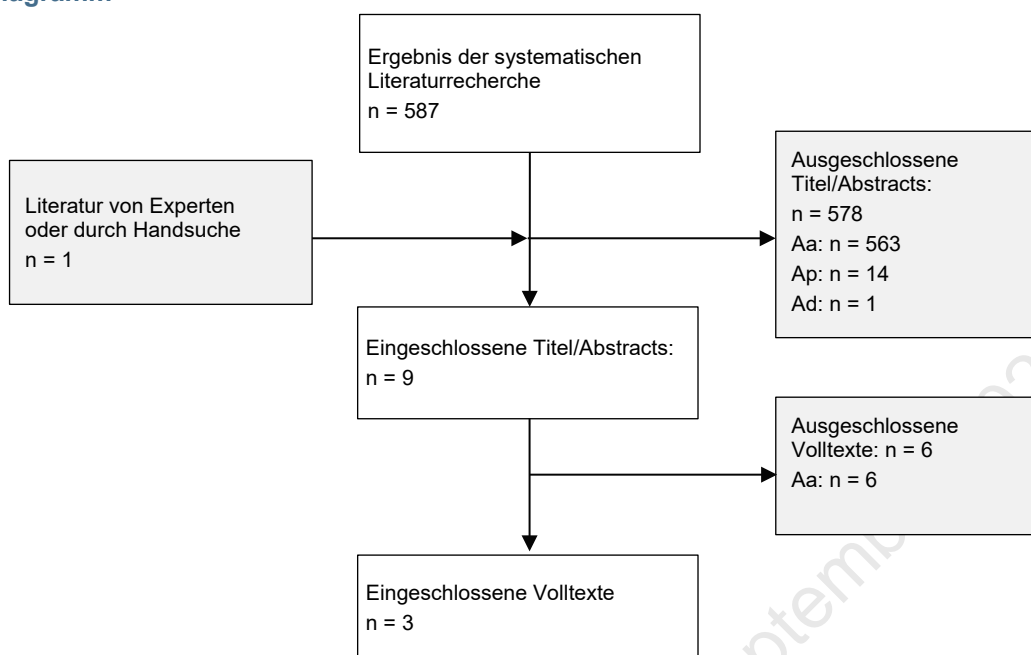 Ergebnis der systematischen
Literaturrecherche
n = 587
Literatur von Experten
oder durch Handsuche
n = 1
Ausgeschlossene
Titel/Abstracts:
n = 578
Aa: n = 563
Ap: n = 14
Ad: n = 1
Eingeschlossene Titel/Abstracts:
n = 9
Ausgeschlossene
Volltexte: n = 6
Aa: n = 6
Eingeschlossene Volltexte
n = 3